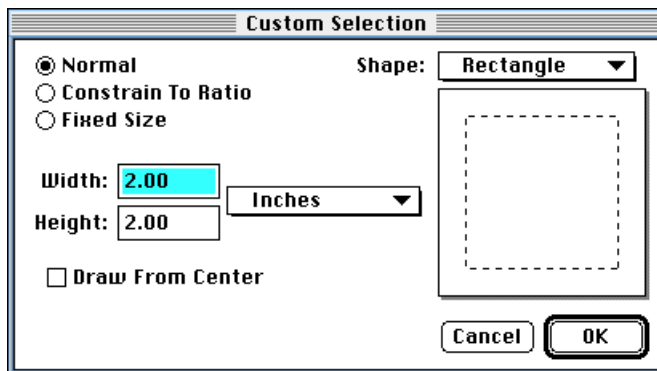 Custom Selection
Normal
Shape: Rectangle
Constrain To Ratio
Fixed Size
Width: 2.00
Inches
Height: 2.00
Draw From Center
Cancel OK